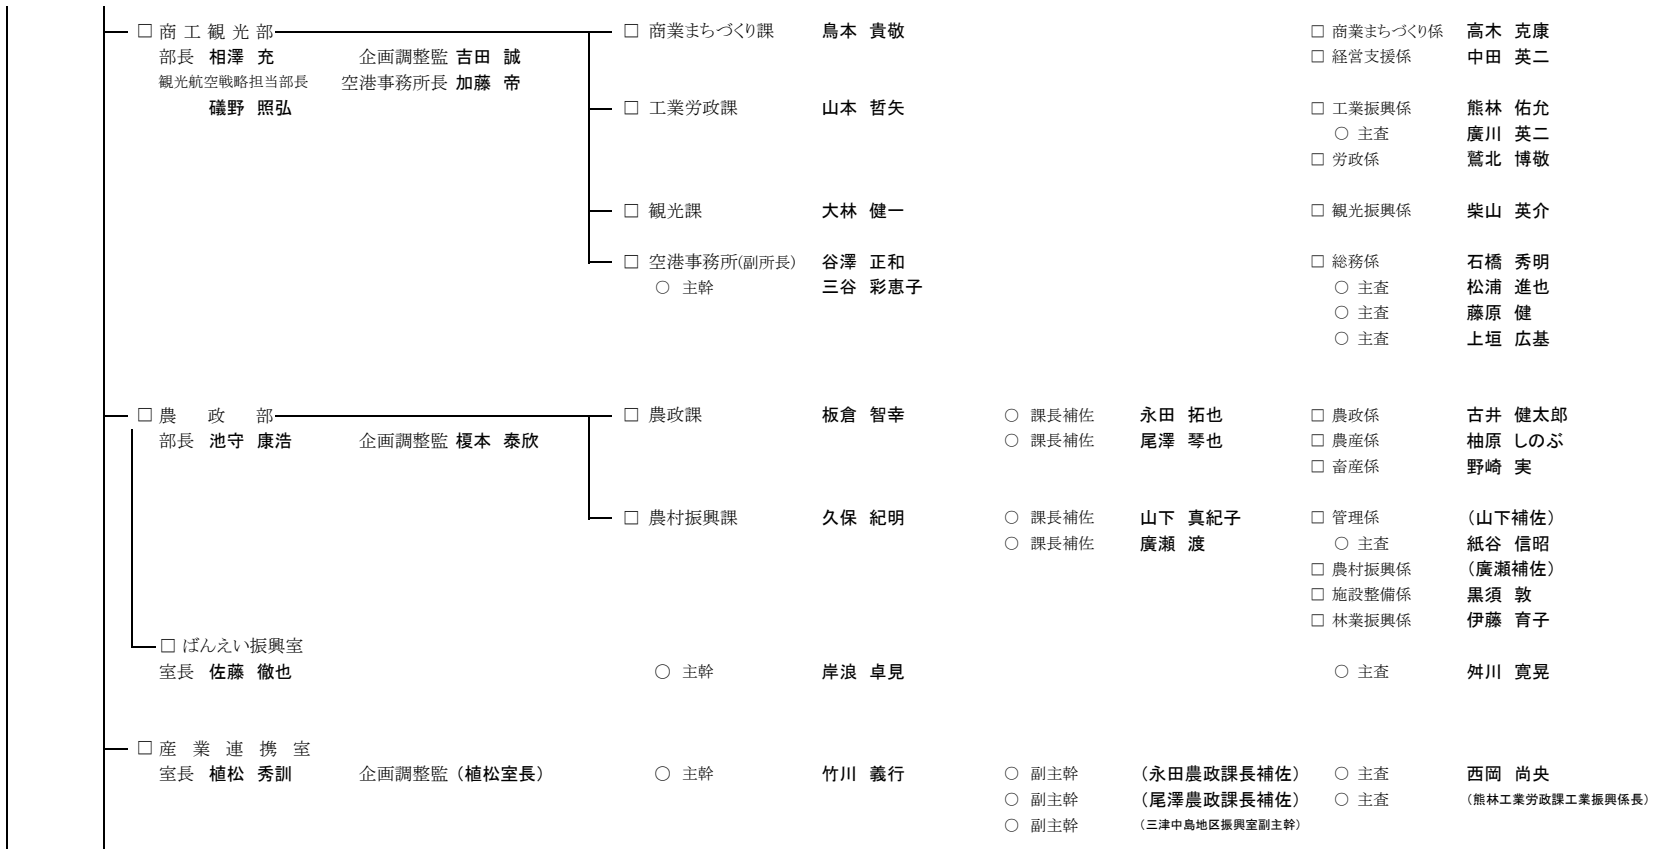 □ 商工観光部 □ 商業まちづくり課 鳥本 貴敬 □ 商業まちづくり係 高木 克康
部長 相澤 充 企画調整監 吉田 誠 □ 経営支援係 中田 英二
観光航空戦略担当部長 空港事務所長 加藤 帝
礒野 照弘 □ 工業労政課 山本 哲矢 □ 工業振興係 熊林 佑允
○ 主査 廣川 英二
□ 労政係 鷲北 博敬
□ 観光課 大林 健一 □ 観光振興係 柴山 英介
□ 空港事務所(副所長) 谷澤 正和 □ 総務係 石橋 秀明
○ 主幹 三谷 彩恵子 ○ 主査 松浦 進也
○ 主査 藤原 健
○ 主査 上垣 広基
□ 農政部 □ 農政課 板倉 智幸 ○ 課長補佐 永田 拓也 □ 農政係 古井 健太郎
部長 池守 康浩 企画調整監 榎本 泰欣 ○ 課長補佐 尾澤 琴也 □ 農産係 柚原 しのぶ
□ 畜産係 野崎 実
□ 農村振興課 久保 紀明 ○ 課長補佐 山下 真紀子 □ 管理係 (山下補佐)
○ 課長補佐 廣瀬 渡 ○ 主査 紙谷 信昭
□ 農村振興係 (廣瀬補佐)
□ 施設整備係 黒須 敦
□ 林業振興係 伊藤 育子
□ ばんえい振興室
室長 佐藤 徹也 ○ 主幹 岸浪 卓見 ○ 主査 舛川 寛晃
□ 産業連携室
室長 植松 秀訓 企画調整監 (植松室長) ○ 主幹 竹川 義行 ○ 副主幹 (永田農政課長補佐) ○ 主査 西岡 尚央
○ 副主幹 (尾澤農政課長補佐) ○ 主査 (熊林工業労政課工業振興係長)
○ 副主幹 (三津中島地区振興室副主幹)